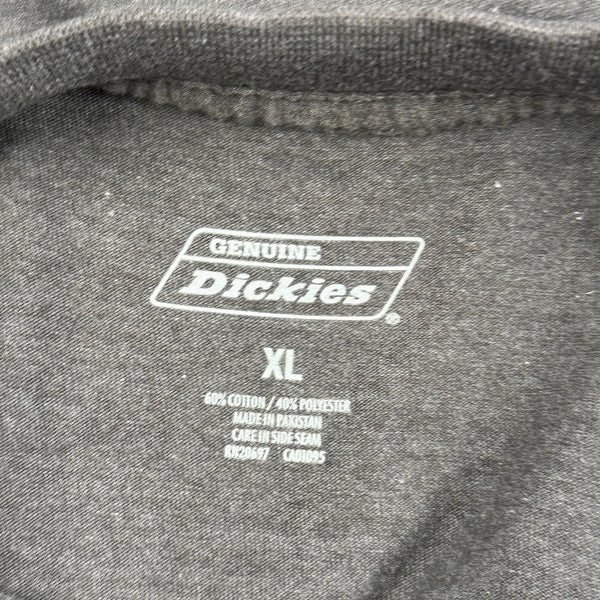 GENUINE
Dickies®
XL
60% COTTON / 40% POLYESTER
MADE IN PAKISTAN
CARE IN SIDE SEAM
RN20697 CA01095